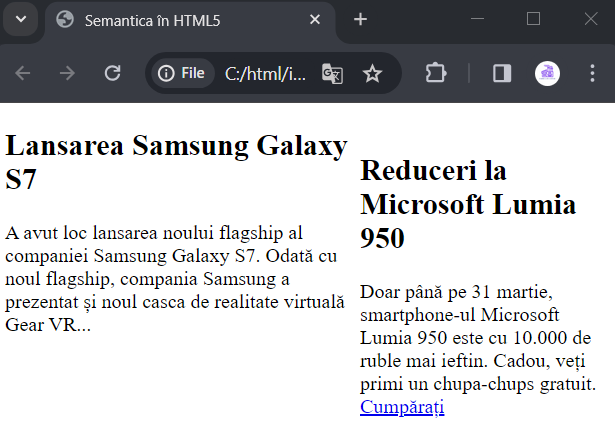 Semantica în HTML5
File
C:/html/i...
Lansarea Samsung Galaxy
S7
A avut loc lansarea noului flagship al
companiei Samsung Galaxy S7. Odată cu
noul flagship, compania Samsung a
prezentat și noul casca de realitate virtuală
Gear VR...
Reduceri la
Microsoft Lumia
950
Doar până pe 31 martie,
smartphone-ul Microsoft
Lumia 950 este cu 10.000 de
ruble mai ieftin. Cadou, veți
primi un chupa-chups gratuit.
Cumpărați